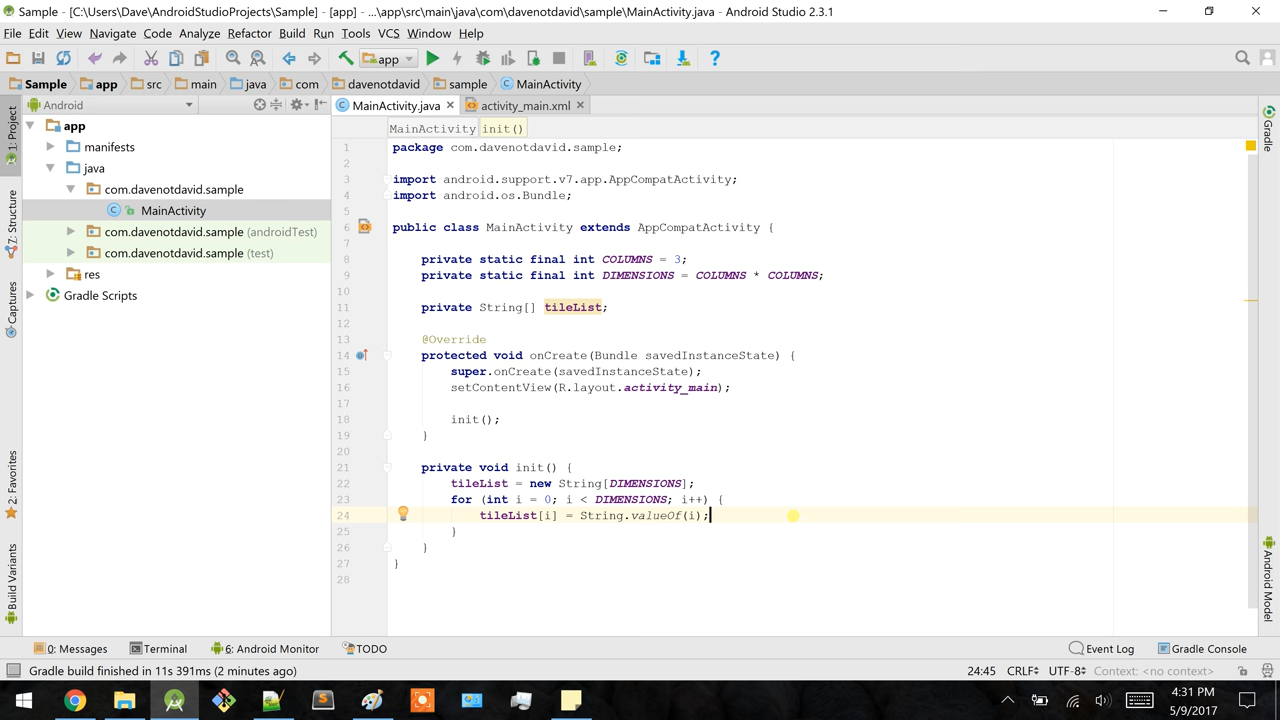 Sample - [C:\Users\Dave\AndroidStudioProjects\Sample] - [app] - ...\app\src\main\java\com\davenotdavid\sample\MainActivity.java - Android Studio 2.3.1
File Edit View Navigate Code Analyze Refactor Build Run Tools VCS Window Help
app
Sample app src main java com davenotdavid sample MainActivity
Android
MainActivity.java activity_main.xml
1: Project
Z: Structure
Captures
2: Favorites
Build Variants
app
manifests
java
com.davenotdavid.sample
MainActivity
com.davenotdavid.sample (androidTest)
com.davenotdavid.sample (test)
res
Gradle Scripts
MainActivity init()
1 package com.davenotdavid.sample;
2
3 import android.support.v7.app.AppCompatActivity;
4 import android.os.Bundle;
5
6 public class MainActivity extends AppCompatActivity {
7
8 private static final int COLUMNS = 3;
9 private static final int DIMENSIONS = COLUMNS * COLUMNS;
10
11 private String[] tileList;
12
13 @Override
14 protected void onCreate(Bundle savedInstanceState) {
15 super.onCreate(savedInstanceState);
16 setContentView(R.layout.activity_main);
17
18 init();
19 }
20
21 private void init() {
22 tileList = new String[DIMENSIONS];
23 for (int i = 0; i < DIMENSIONS; i++) {
24 tileList[i] = String.valueOf(i);
25 }
26 }
27 }
28
Gradle
Android Model
0: Messages Terminal 6: Android Monitor TODO Event Log Gradle Console
Gradle build finished in 11s 391ms (2 minutes ago) 24:45 CRLF UTF-8 Context: <no context>
4:31 PM
5/9/2017